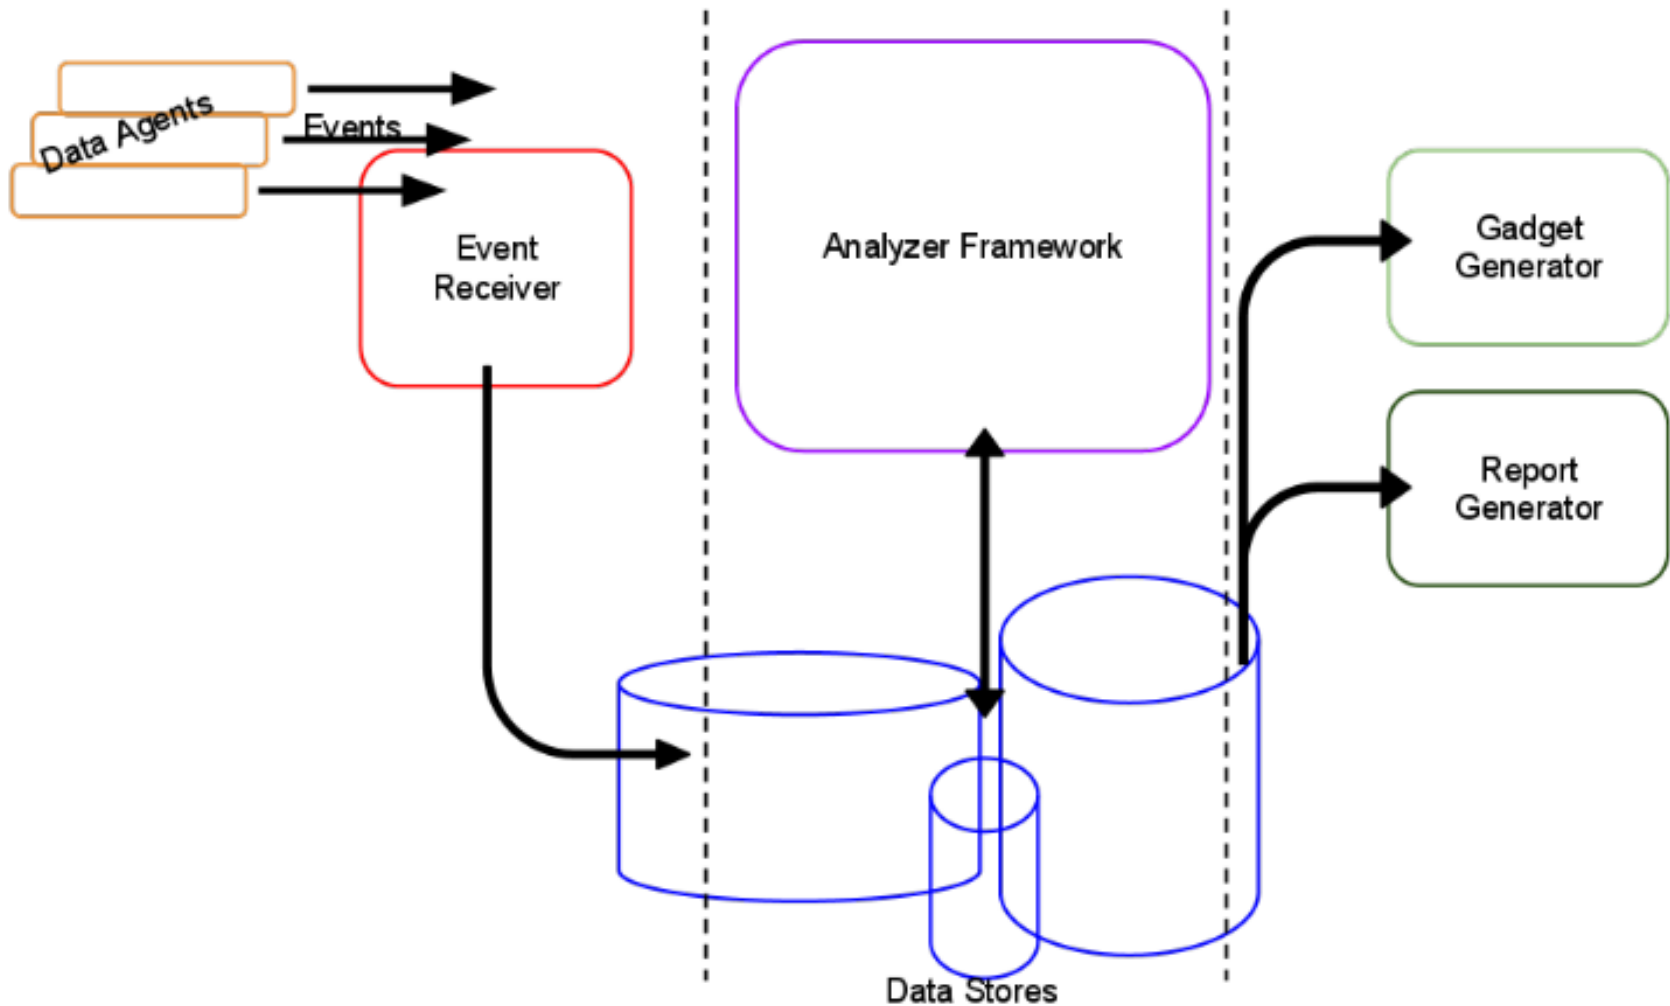 Data Agents
Events
Event
Receiver
Analyzer Framework
Gadget
Generator
Report
Generator
Data Stores